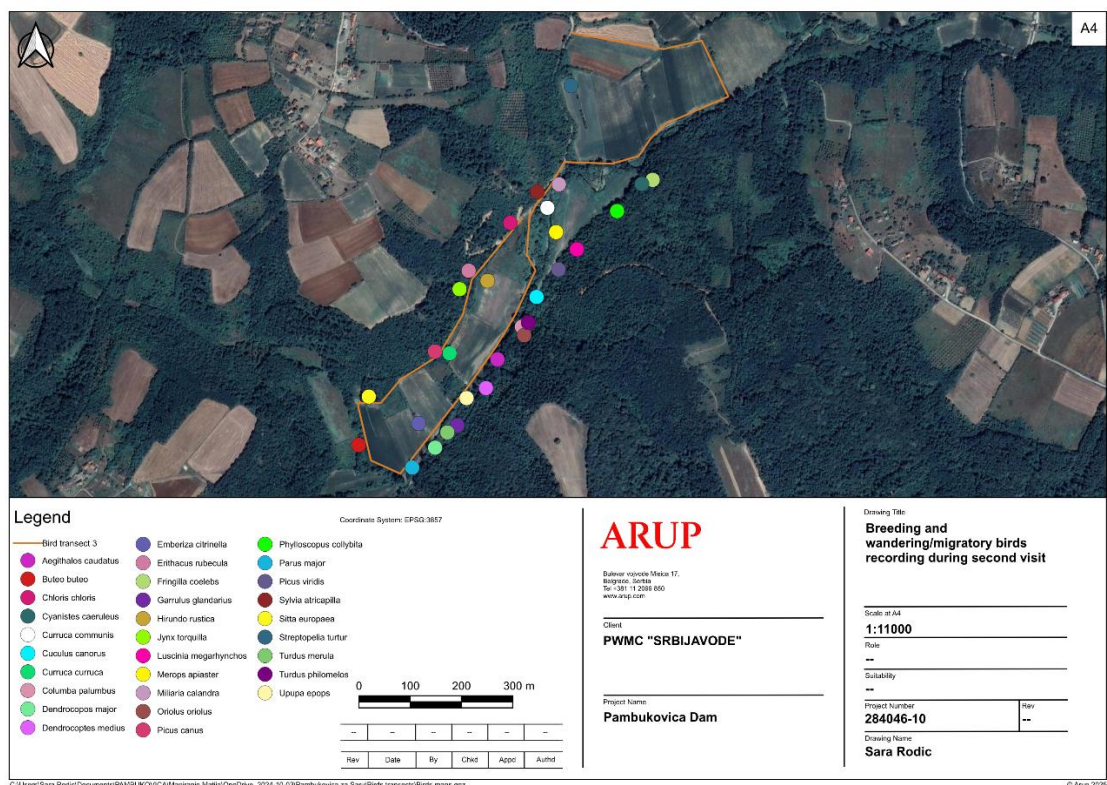 A4
Legend
Coordinate System: EPSG:3857
Bird transect 3
Aegithalos caudatus
Buteo buteo
Chloris chloris
Cyanistes caeruleus
Curruca communis
Cuculus canorus
Curruca curruca
Columba palumbus
Dendrocopos major
Dendrocoptes medius
Emberiza citrinella
Erithacus rubecula
Fringilla coelebs
Garrulus glandarius
Hirundo rustica
Jynx torquilla
Luscinia megarhynchos
Merops apiaster
Miliaria calandra
Oriolus oriolus
Picus canus
Phylloscopus collybita
Parus major
Picus viridis
Sylvia atricapilla
Sitta europaea
Streptopelia turtur
Turdus merula
Turdus philomelos
Upupa epops
0 100 200 300 m
-- -- -- -- -- --
Rev Date By Chkd Appd Authd
ARUP
Bulevar vojvode Misica 17,
Belgrade, Serbia
www.arup.com
Client
PWMC "SRBIJAVODE"
Project Name
Pambukovica Dam
Drawing Title
Breeding and
wandering/migratory birds
recording during second visit
Scale at A4
1:11000
Role
--
Suitability
--
Project Number
284046-10
Rev
--
Drawing Name
Sara Rodic
© Arup 2025